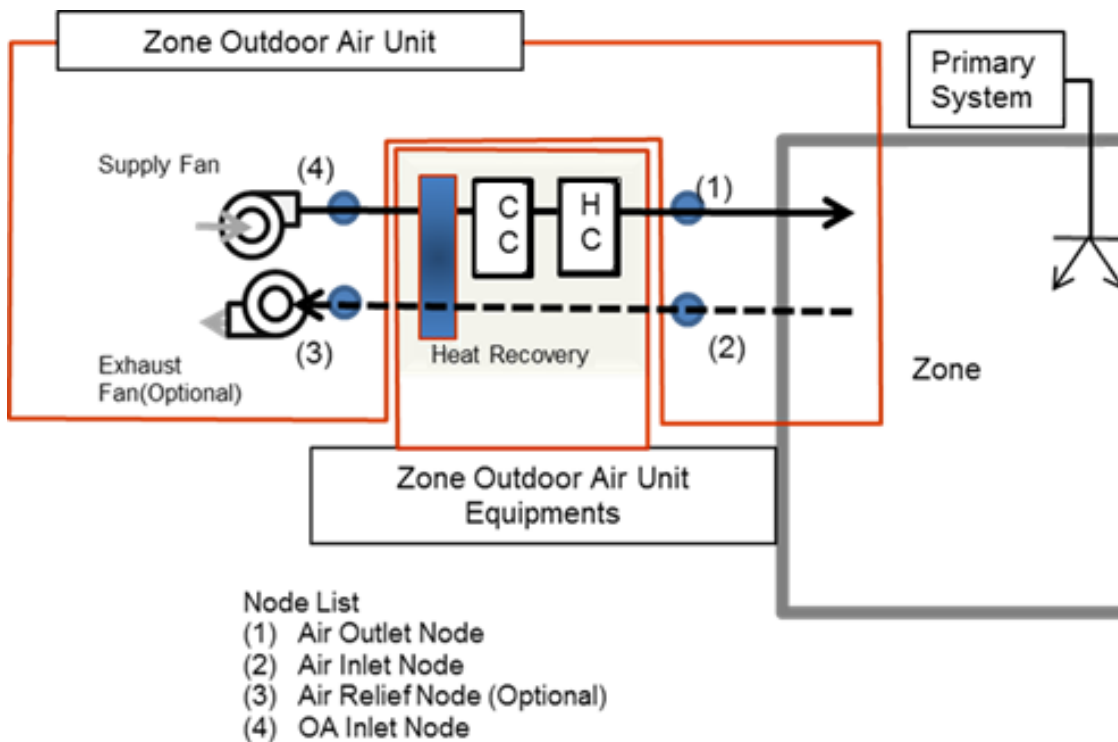 Zone Outdoor Air Unit
Primary
System
Supply Fan
(4)
C
C
H
C
(1)
Exhaust
Fan(Optional)
(3)
Heat Recovery
(2)
Zone
Zone Outdoor Air Unit
Equipments
Node List
(1) Air Outlet Node
(2) Air Inlet Node
(3) Air Relief Node (Optional)
(4) OA Inlet Node